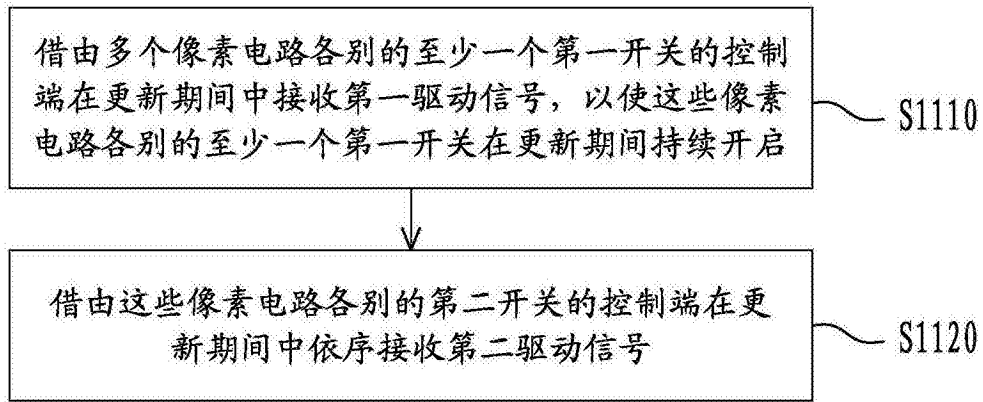 借由多个像素电路各别的至少一个第一开关的控制
端在更新期间中接收第一驱动信号，以使这些像素
电路各别的至少一个第一开关在更新期间持续开启
S1110
借由这些像素电路各别的第二开关的控制端在更
新期间中依序接收第二驱动信号
S1120